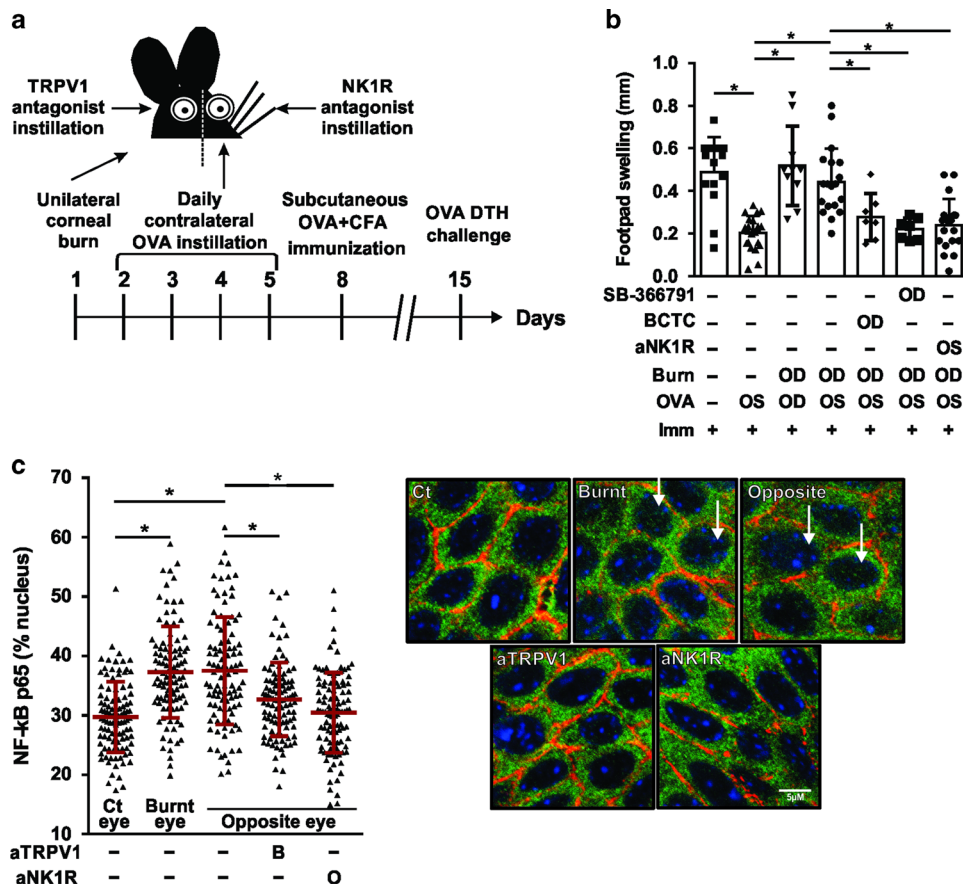 a
TRPV1
antagonist
instillation
NK1R
antagonist
instillation
Unilateral
corneal
burn
Daily
contralateral
OVA instillation
Subcutaneous
OVA+CFA
immunization
OVA DTH
challenge
1 2 3 4 5 8 15 Days
b
* * * * * *
Footpad swelling (mm)
1.0
0.8
0.6
0.4
0.2
0.0
SB-366791 – – – – – OD –
BCTC – – – – OD – –
aNK1R – – – – – – OS
Burn – – OD OD OD OD OD
OVA – OS OD OS OS OS OS
Imm + + + + + + +
c
* * * *
NF-kB p65 (% nucleus)
70
60
50
40
30
20
10
Ct eye
Burnt eye
Opposite eye
aTRPV1 – – – B –
aNK1R – – – – O
Ct
Burnt
Opposite
aTRPV1
aNK1R
5μM